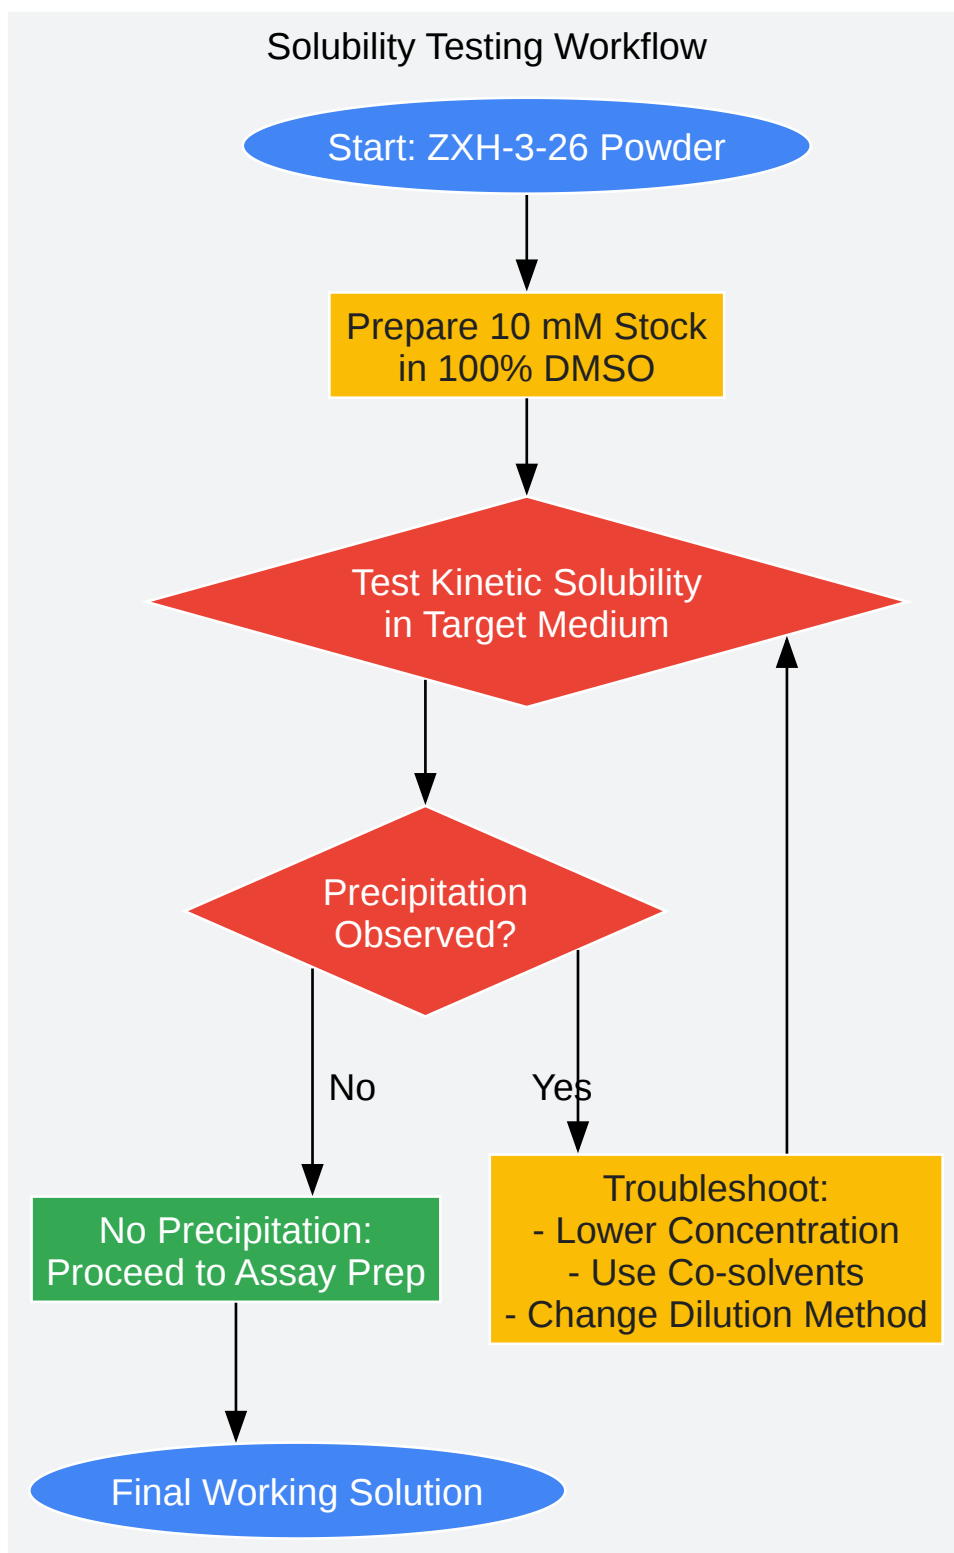 Solubility Testing Workflow
Start: ZXH-3-26 Powder
Prepare 10 mM Stock
in 100% DMSO
Test Kinetic Solubility
in Target Medium
Precipitation
Observed?
No
Yes
No Precipitation:
Proceed to Assay Prep
Troubleshoot:
- Lower Concentration
- Use Co-solvents
- Change Dilution Method
Final Working Solution